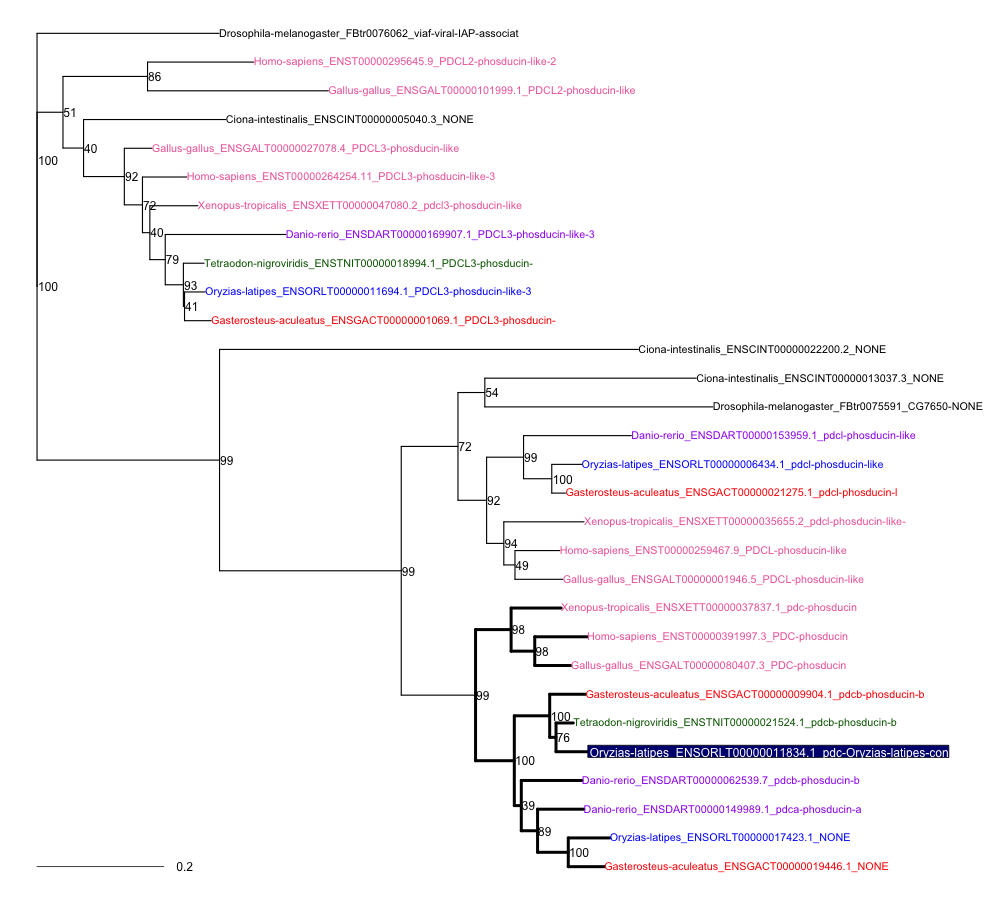 Drosophila-melanogaster_FBtr0076062_viaf-viral-IAP-associat
Homo-sapiens_ENST00000295645.9_PDCL2-phosducin-like-2
86
Gallus-gallus_ENSGALT00000101999.1_PDCL2-phosducin-like
51
Ciona-intestinalis_ENSCINT00000005040.3_NONE
40
Gallus-gallus_ENSGALT00000027078.4_PDCL3-phosducin-like
100
92
Homo-sapiens_ENST00000264254.11_PDCL3-phosducin-like-3
72
Xenopus-tropicalis_ENSXETT00000047080.2_pdcl3-phosducin-like
40
Danio-rerio_ENSDART00000169907.1_PDCL3-phosducin-like-3
79
Tetraodon-nigroviridis_ENSTNIT00000018994.1_PDCL3-phosducin-
100
93
Oryzias-latipes_ENSORLT00000011694.1_PDCL3-phosducin-like-3
41
Gasterosteus-aculeatus_ENSGACT00000001069.1_PDCL3-phosducin-
Ciona-intestinalis_ENSCINT00000022200.2_NONE
Ciona-intestinalis_ENSCINT00000013037.3_NONE
54
Drosophila-melanogaster_FBtr0075591_CG7650-NONE
Danio-rerio_ENSDART00000153959.1_pdcl-phosducin-like
72
99
99
Oryzias-latipes_ENSORLT00000006434.1_pdcl-phosducin-like
100
Gasterosteus-aculeatus_ENSGACT00000021275.1_pdcl-phosducin-l
92
Xenopus-tropicalis_ENSXETT00000035655.2_pdcl-phosducin-like-
94
Homo-sapiens_ENST00000259467.9_PDCL-phosducin-like
49
99
Gallus-gallus_ENSGALT00000001946.5_PDCL-phosducin-like
Xenopus-tropicalis_ENSXETT00000037837.1_pdc-phosducin
98
Homo-sapiens_ENST00000391997.3_PDC-phosducin
98
Gallus-gallus_ENSGALT00000080407.3_PDC-phosducin
99
Gasterosteus-aculeatus_ENSGACT00000009904.1_pdcb-phosducin-b
100
Tetraodon-nigroviridis_ENSTNIT00000021524.1_pdcb-phosducin-b
76
Oryzias-latipes_ENSORLT00000011834.1_pdc-Oryzias-latipes-con
100
Danio-rerio_ENSDART00000062539.7_pdcb-phosducin-b
39
Danio-rerio_ENSDART00000149989.1_pdca-phosducin-a
89
Oryzias-latipes_ENSORLT00000017423.1_NONE
100
Gasterosteus-aculeatus_ENSGACT00000019446.1_NONE
0.2